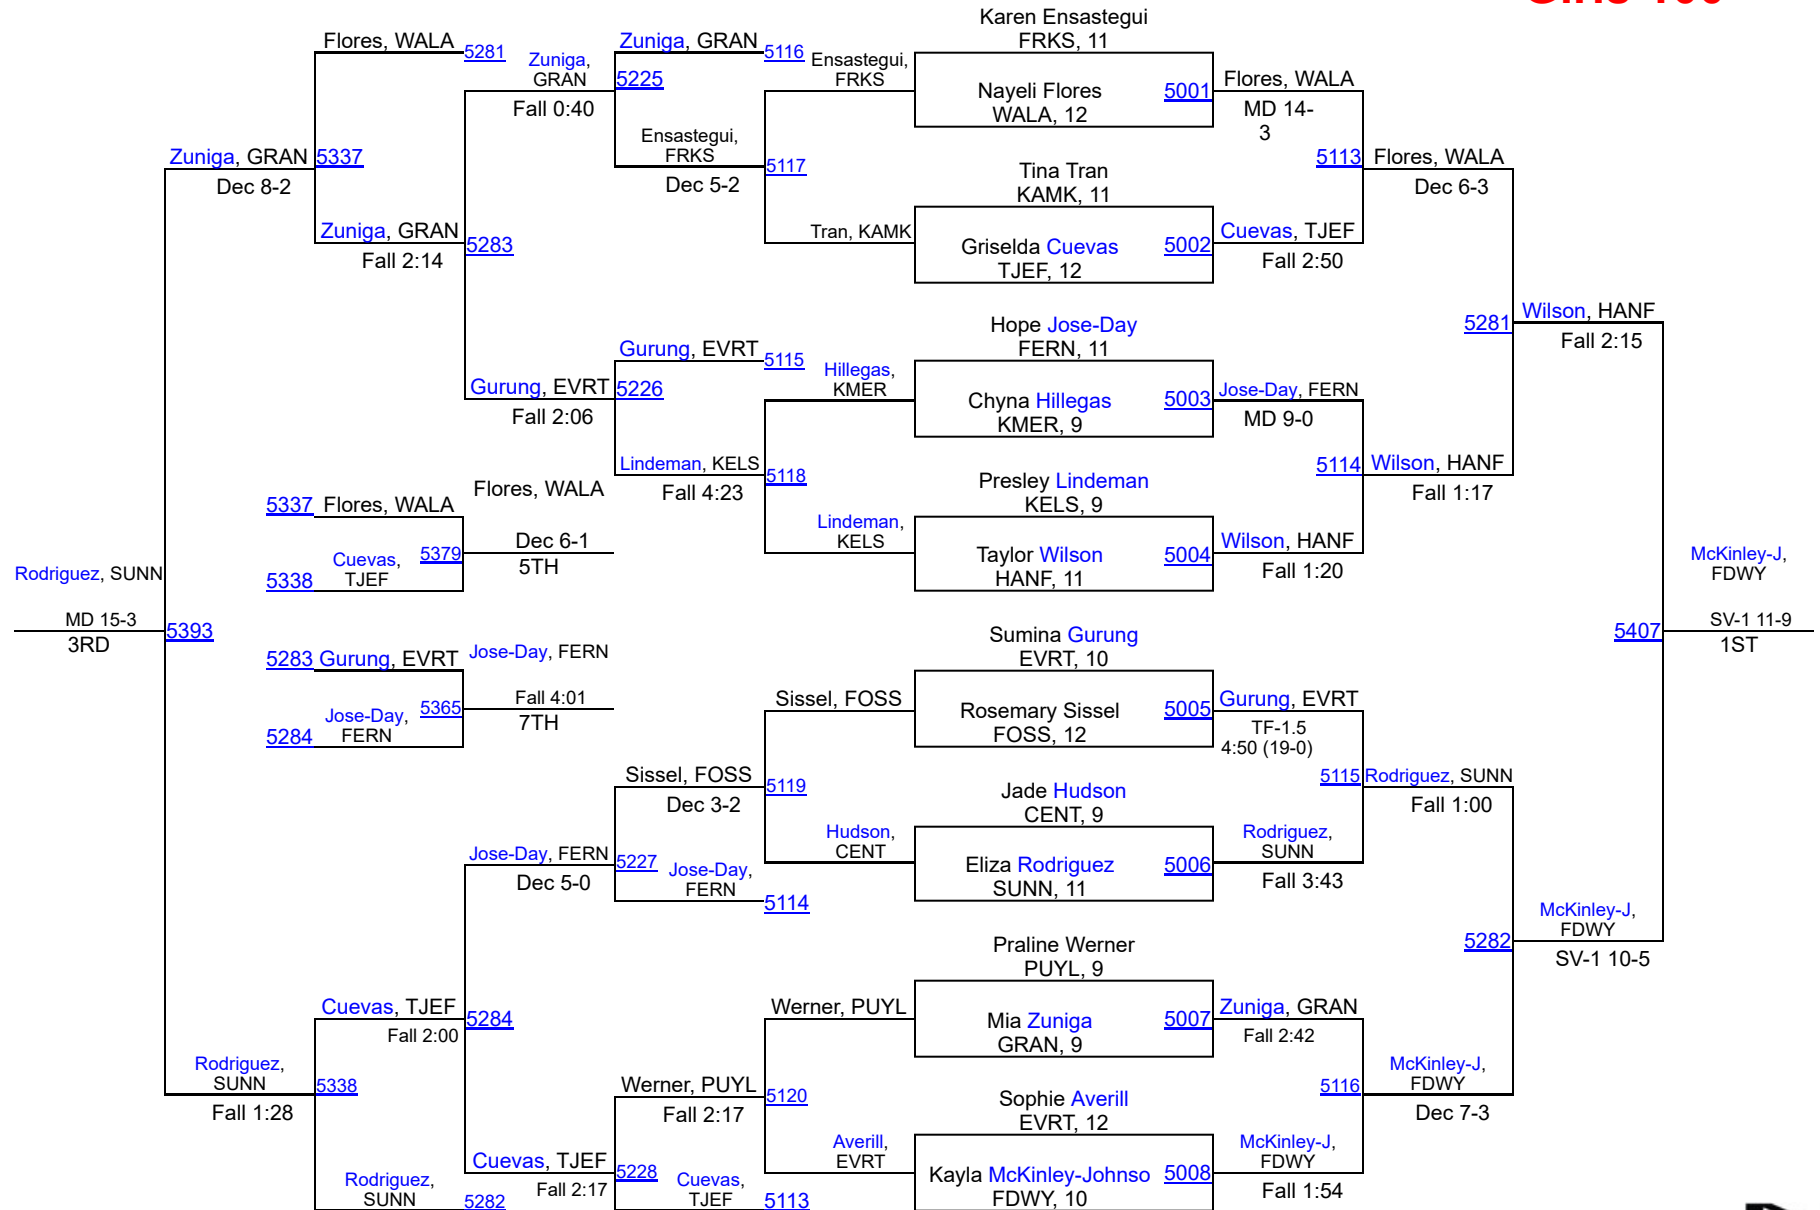 Karen Ensastegui
FRKS, 11
Flores, WALA
5281
Zuniga,
GRAN
Fall 0:40
Zuniga, GRAN
5116
5225
Ensastegui,
FRKS
Nayeli Flores
WALA, 12
5001
Flores, WALA
MD 14-
3
Ensastegui,
FRKS
Dec 5-2
5117
Zuniga, GRAN
5337
Dec 8-2
Tina Tran
KAMK, 11
5113
Flores, WALA
Dec 6-3
Zuniga, GRAN
Fall 2:14
5283
Tran, KAMK
Griselda Cuevas
TJEF, 12
5002
Cuevas, TJEF
Fall 2:50
Hope Jose-Day
FERN, 11
5281
Wilson, HANF
Fall 2:15
Gurung, EVRT
5115
Gurung, EVRT
Fall 2:06
5226
Hillegas,
KMER
Chyna Hillegas
KMER, 9
5003
Jose-Day, FERN
MD 9-0
Lindeman, KELS
Fall 4:23
5118
Presley Lindeman
KELS, 9
5114
Wilson, HANF
Fall 1:17
5337
Flores, WALA
Flores, WALA
Cuevas,
TJEF
5379
5338
Dec 6-1
5TH
Lindeman,
KELS
Taylor Wilson
HANF, 11
5004
Wilson, HANF
Fall 1:20
Rodriguez, SUNN
MD 15-3
3RD
5393
McKinley-J,
FDWY
5407
SV-1 11-9
1ST
Sumina Gurung
EVRT, 10
5283
Gurung, EVRT
Jose-Day, FERN
Jose-Day,
FERN
5365
5284
Fall 4:01
7TH
Sissel, FOSS
Rosemary Sissel
FOSS, 12
5005
Gurung, EVRT
TF-1.5
4:50 (19-0)
Sissel, FOSS
Dec 3-2
5119
Jade Hudson
CENT, 9
5115
Rodriguez, SUNN
Fall 1:00
Jose-Day, FERN
Dec 5-0
5227
Jose-Day,
FERN
5114
Hudson,
CENT
Eliza Rodriguez
SUNN, 11
5006
Rodriguez,
SUNN
Fall 3:43
Praline Werner
PUYL, 9
5282
McKinley-J,
FDWY
SV-1 10-5
Cuevas, TJEF
Fall 2:00
5284
Werner, PUYL
Mia Zuniga
GRAN, 9
5007
Zuniga, GRAN
Fall 2:42
Rodriguez,
SUNN
Fall 1:28
5338
Werner, PUYL
Fall 2:17
5120
Sophie Averill
EVRT, 12
5116
McKinley-J,
FDWY
Dec 7-3
Rodriguez,
SUNN
5282
Cuevas, TJEF
Fall 2:17
5228
Cuevas,
TJEF
5113
Averill,
EVRT
Kayla McKinley-Johnso
FDWY, 10
5008
McKinley-J,
FDWY
Fall 1:54